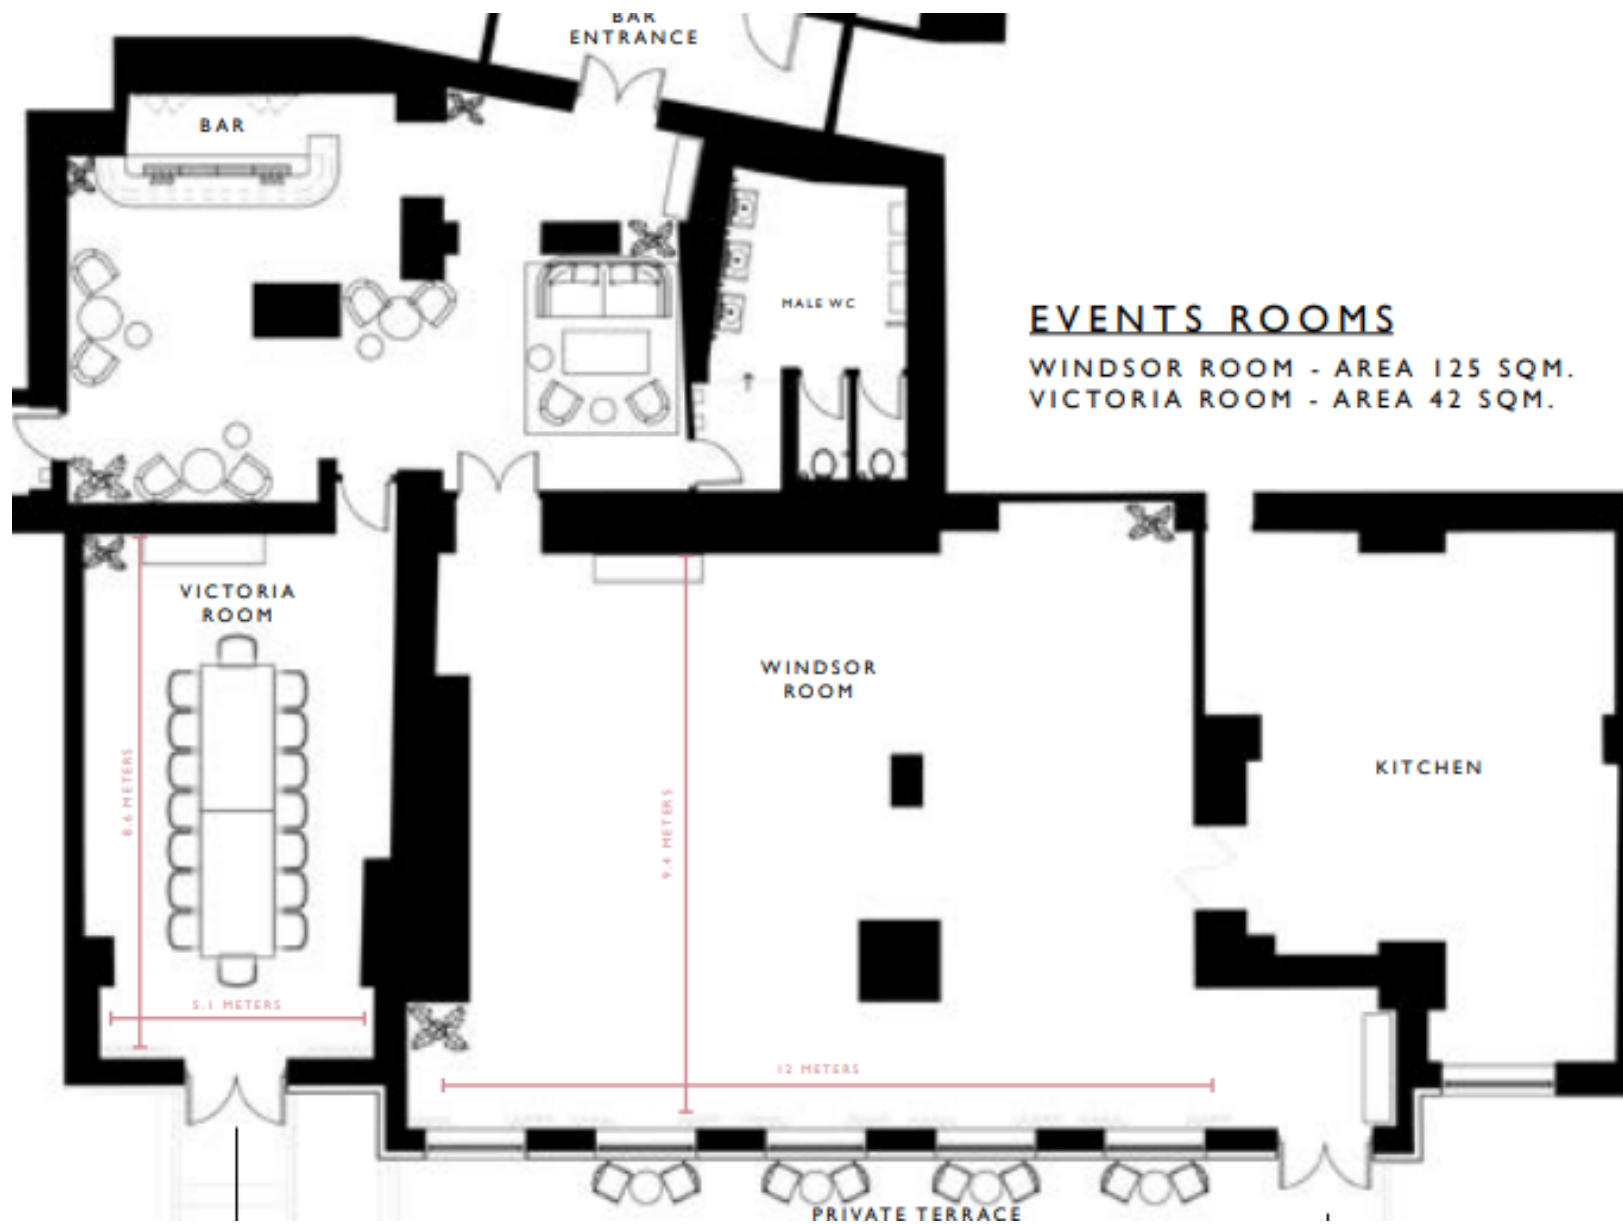 BAR
ENTRANCE
BAR
MALE WC
EVENTS ROOMS
WINDSOR ROOM - AREA 125 SQM.
VICTORIA ROOM - AREA 42 SQM.
VICTORIA
ROOM
WINDSOR
ROOM
KITCHEN
8.6 METERS
9.4 METERS
5.1 METERS
12 METERS
PRIVATE TERRACE